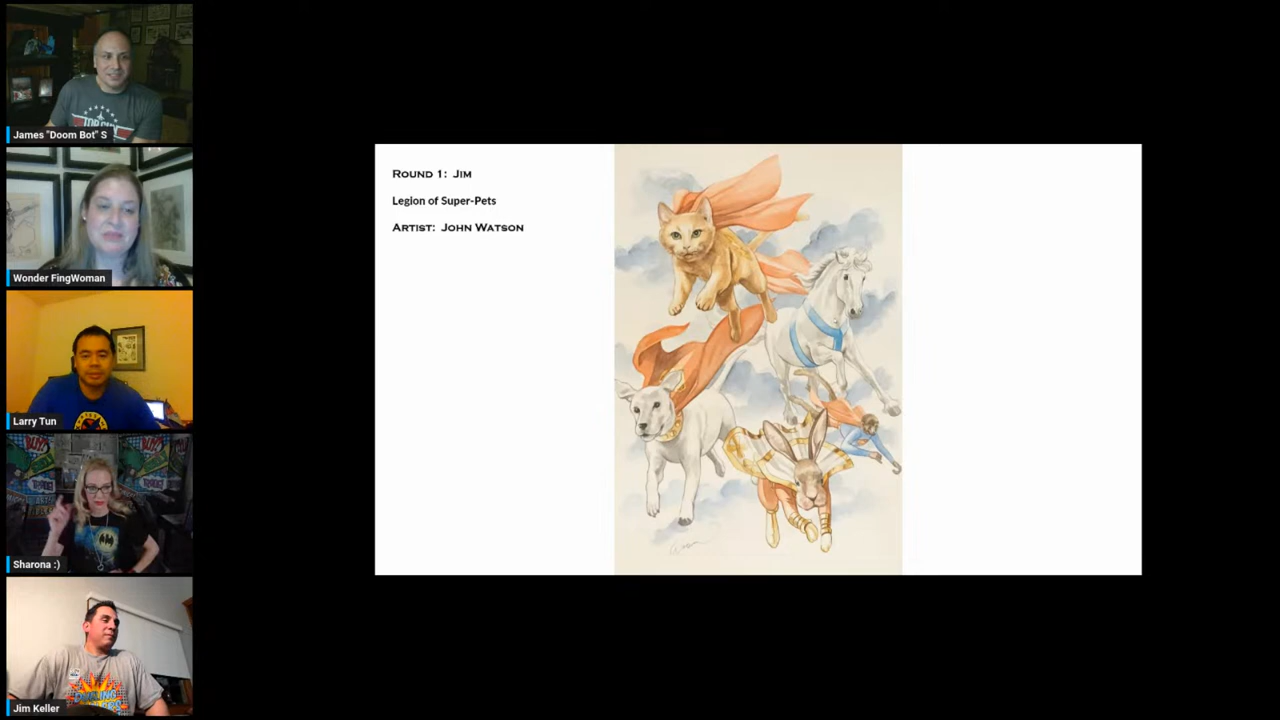 James "Doom Bot" S
Wonder FingWoman
Larry Tun
Sharona :)
Jim Keller
Round 1: Jim
Legion of Super-Pets
Artist: John Watson